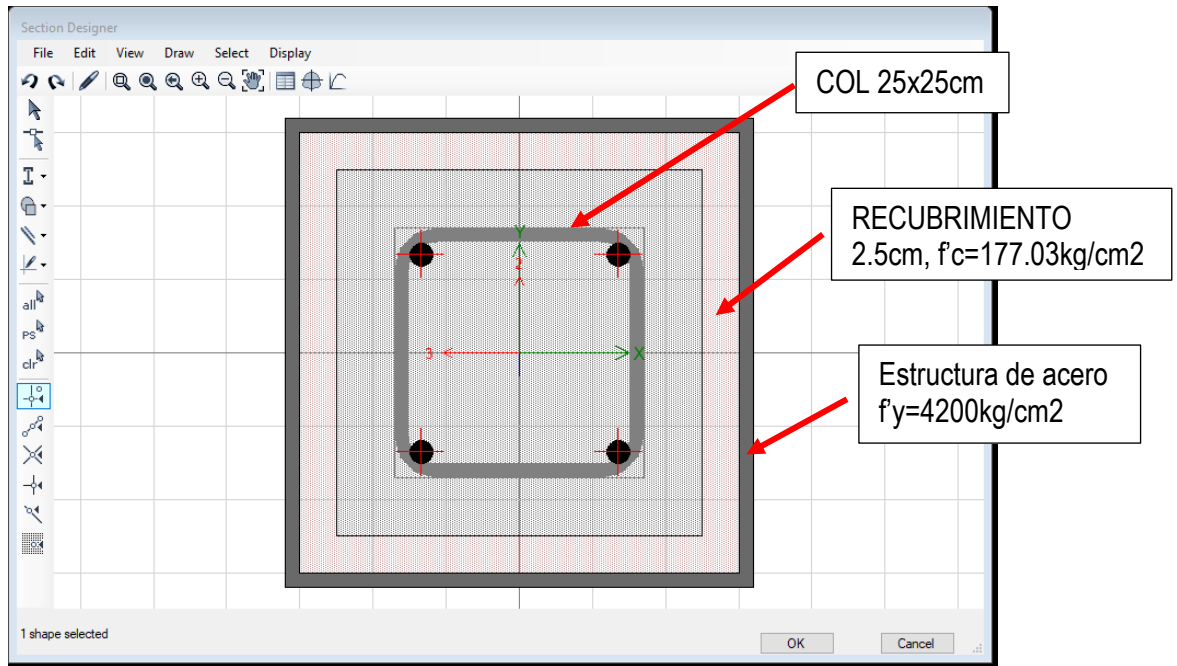 Section Designer
File Edit View Draw Select Display
COL 25x25cm
RECUBRIMIENTO
2.5cm, f'c=177.03kg/cm2
Estructura de acero
f'y=4200kg/cm2
all
PS
clr
Y
2
3
X
1 shape selected
OK Cancel